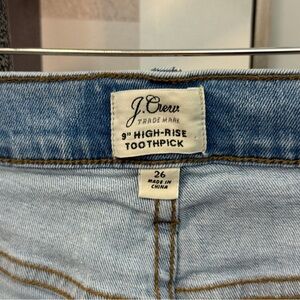 J.Crew
TRADE MARK
9" HIGH-RISE
TOOTHPICK
26
MADE IN
CHINA